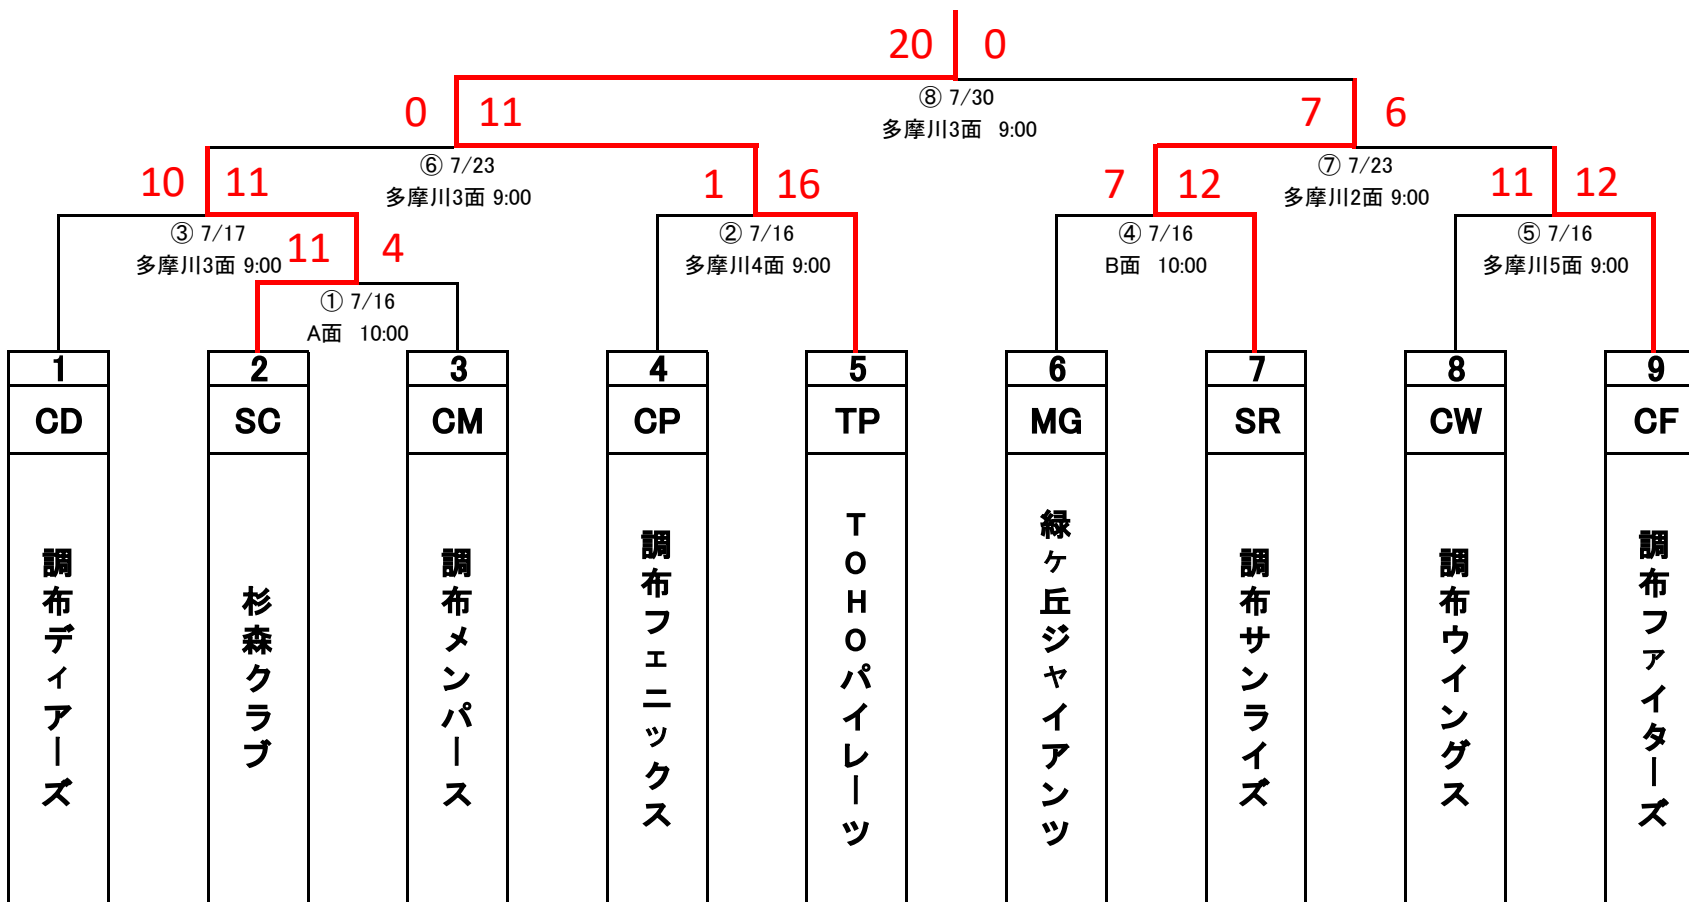 20 0
⑧ 7/30
多摩川3面 9:00
0 11
7 6
⑥ 7/23
多摩川3面 9:00
⑦ 7/23
多摩川2面 9:00
10 11
1 16
7 12
11 12
③ 7/17
多摩川3面 9:00
② 7/16
多摩川4面 9:00
④ 7/16
B面 10:00
⑤ 7/16
多摩川5面 9:00
11 4
① 7/16
A面 10:00
1 2 3 4 5 6 7 8 9
CD SC CM CP TP MG SR CW CF
調布ディアーズ
杉森クラブ
調布メンパース
調布フェニックス
TOHOパイレーツ
緑ケ丘ジャイアンツ
調布サンライズ
調布ウイングス
調布ファイターズ